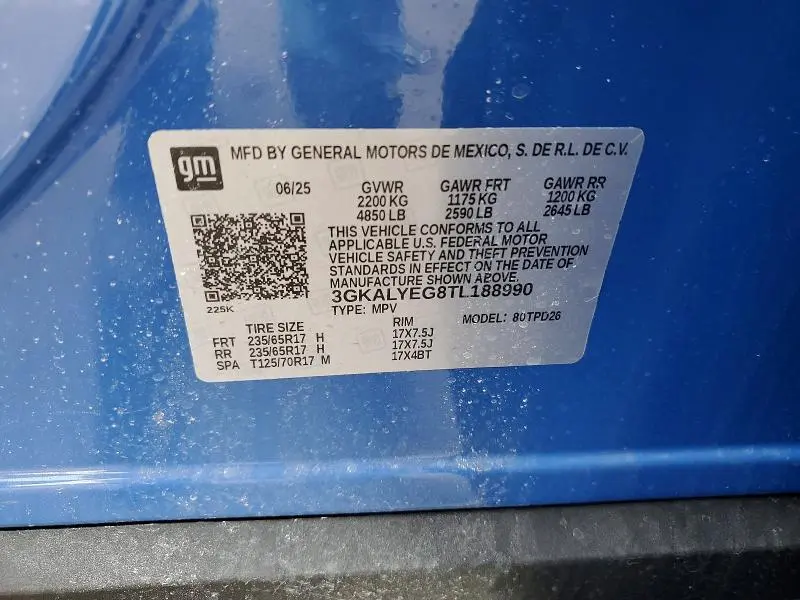 gm MFD BY GENERAL MOTORS DE MEXICO, S. DE R.L. DE C.V.
06/25 GVWR GAWR FRT GAWR RR
2200 KG 1175 KG 1200 KG
4850 LB 2590 LB 2645 LB
THIS VEHICLE CONFORMS TO ALL
APPLICABLE U.S. FEDERAL MOTOR
VEHICLE SAFETY AND THEFT PREVENTION
STANDARDS IN EFFECT ON THE DATE OF
MANUFACTURE SHOWN ABOVE.
3GKALYEG8TL188990
225K TYPE: MPV MODEL: 80TPD26
TIRE SIZE RIM
FRT 235/65R17 H 17X7.5J
RR 235/65R17 H 17X7.5J
SPA T125/70R17 M 17X4BT